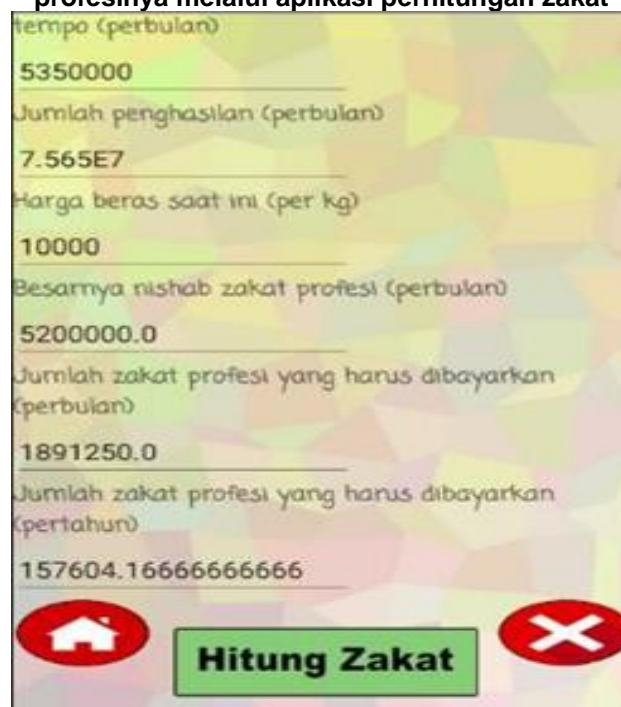 profesinya melalui aplikasi perhitungan zakat
tempo (perbulan)
5350000
Jumlah penghasilan (perbulan)
7.565E7
Harga beras saat ini (per kg)
10000
Besarnya nishab zakat profesi (perbulan)
5200000.0
Jumlah zakat profesi yang harus dibayarkan
(perbulan)
1891250.0
Jumlah zakat profesi yang harus dibayarkan
(pertahun)
157604.16666666666
Hitung Zakat